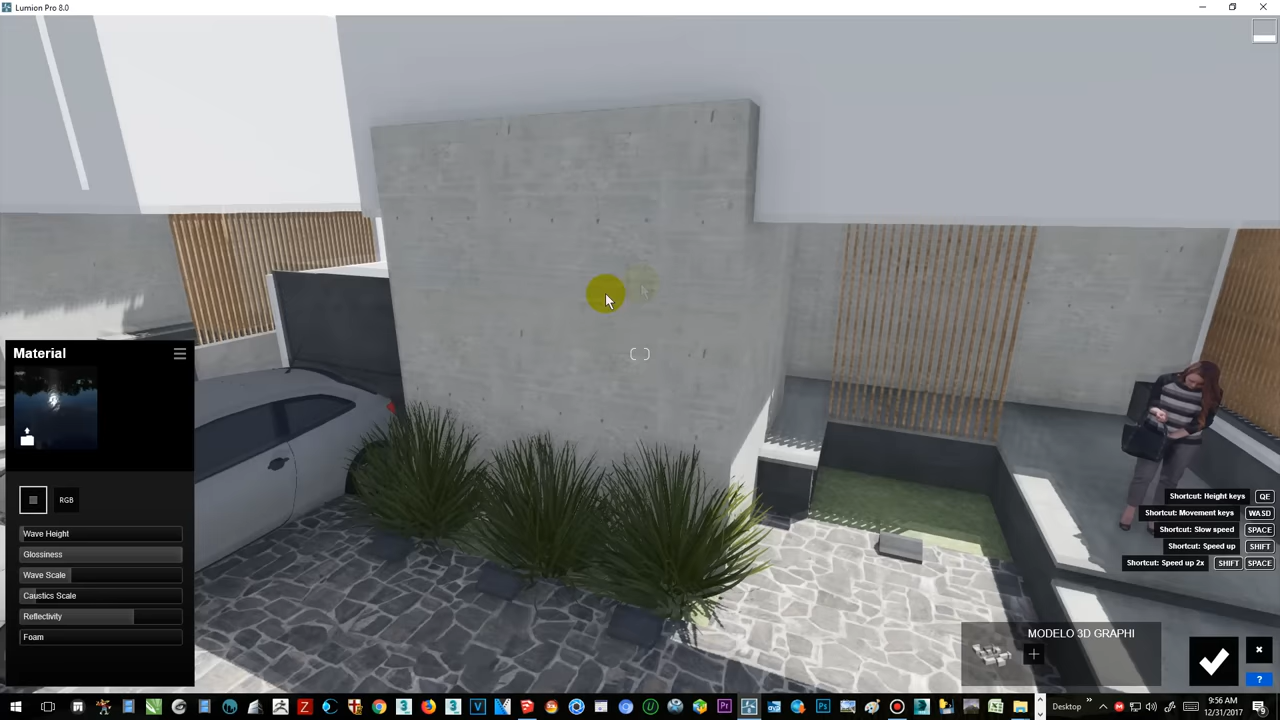 Lumion Pro 8.0
Material
RGB
Wave Height
Glossiness
Wave Scale
Caustics Scale
Reflectivity
Foam
Shortcut: Height keys QE
Shortcut: Movement keys WASD
Shortcut: Slow speed SPACE
Shortcut: Speed up SHIFT
Shortcut: Speed up 2x SHIFT SPACE
MODELO 3D GRAPHI
?
Desktop
9:56 AM
12/31/2017